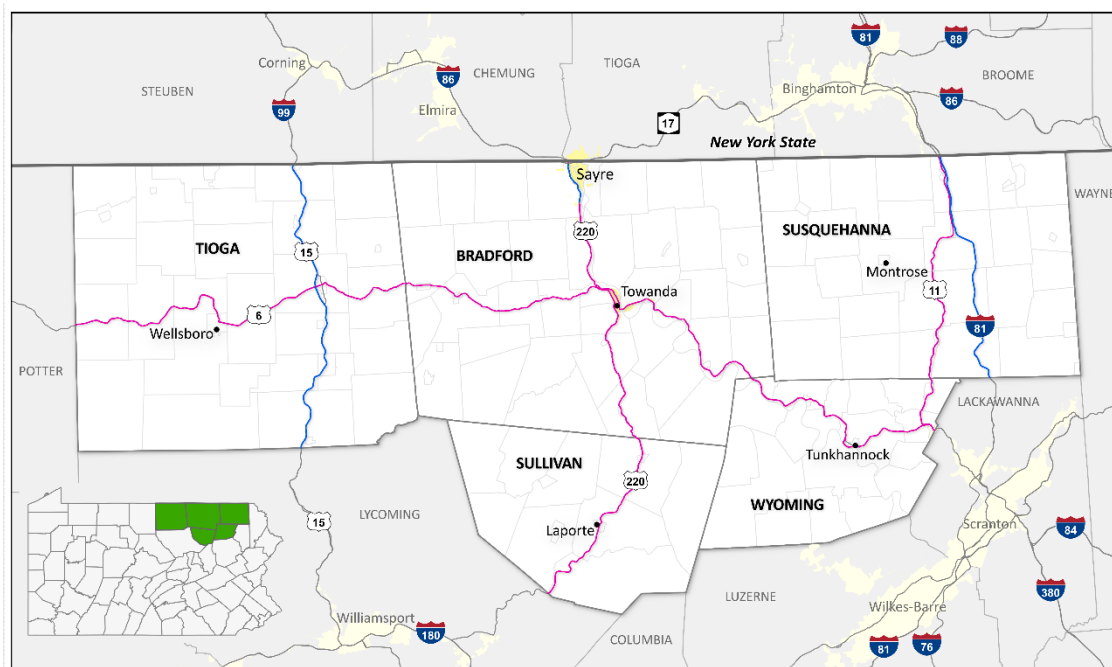 81
88
Corning
TIOGA
86
CHEMUNG
BROOME
STEUBEN
Binghamton
86
99
Elmira
17
New York State
Sayre
WAYNE
220
SUSQUEHANNA
TIOGA
15
BRADFORD
Montrose
Towanda
11
6
Wellsboro
81
POTTER
LACKAWANNA
Tunkhannock
SULLIVAN
220
WYOMING
15
LYCOMING
Laporte
Scranton
84
380
LUZERNE
Wilkes-Barre
Williamsport
180
COLUMBIA
81
76